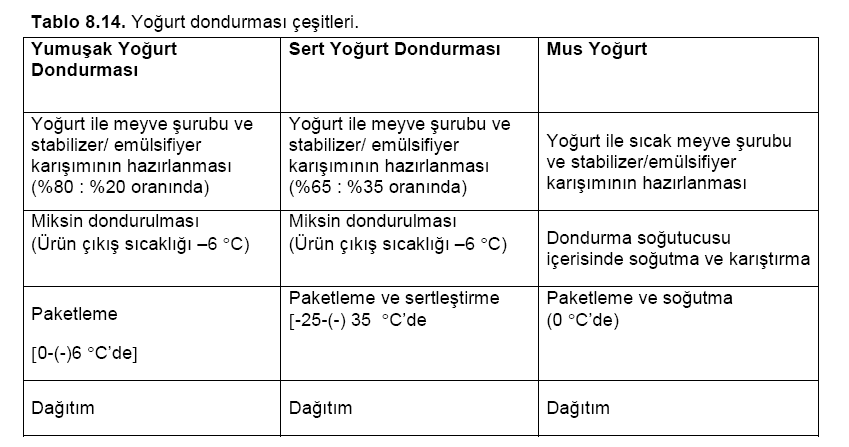 Tablo 8.14. Yoğurt dondurması çeşitleri.
Yumuşak Yoğurt
Dondurması
Sert Yoğurt Dondurması
Mus Yoğurt
Yoğurt ile meyve şurubu ve
stabilizer/ emülsifiyer
karışımının hazırlanması
(%80 : %20 oranında)
Yoğurt ile meyve şurubu ve
stabilizer/ emülsifiyer
karışımının hazırlanması
(%65 : %35 oranında)
Yoğurt ile sıcak meyve şurubu
ve stabilizer/emülsifiyer
karışımının hazırlanması
Miksin dondurulması
(Ürün çıkış sıcaklığı –6 °C)
Miksin dondurulması
(Ürün çıkış sıcaklığı –6 °C)
Dondurma soğutucusu
içerisinde soğutma ve karıştırma
Paketleme
[0-(-)6 °C’de]
Paketleme ve sertleştirme
[-25-(-) 35  °C’de
Paketleme ve soğutma
(0 °C’de)
Dağıtım
Dağıtım
Dağıtım